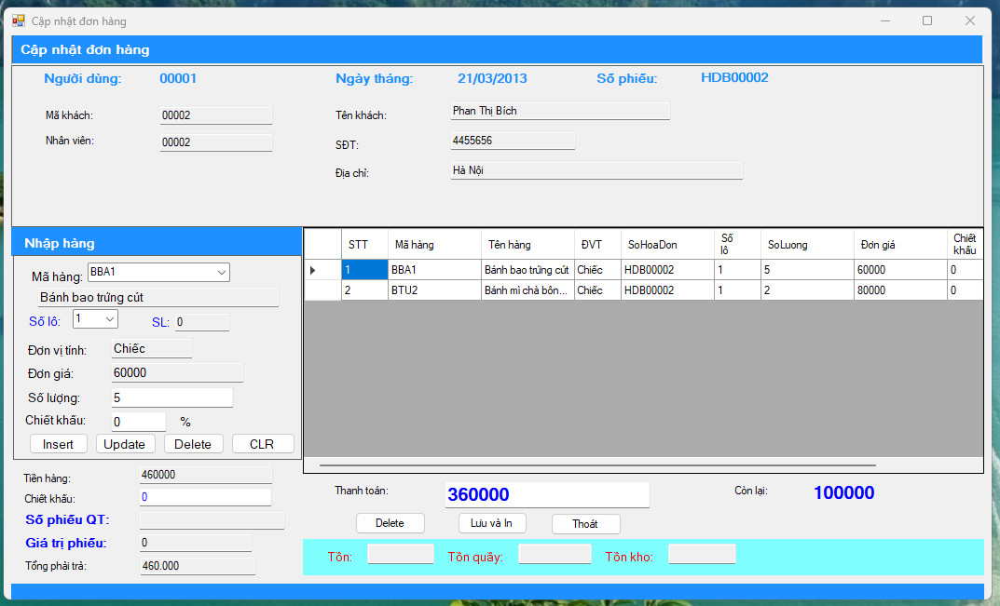 Cập nhật đơn hàng
Cập nhật đơn hàng
Người dùng: 00001 Ngày tháng: 21/03/2013 Số phiếu: HDB00002
Mã khách: 00002 Tên khách: Phan Thị Bích
Nhân viên: 00002 SĐT: 4455656
Địa chỉ: Hà Nội
Nhập hàng
Mã hàng: BBA1
Bánh bao trứng cút
Số lô: 1 SL: 0
Đơn vị tính: Chiếc
Đơn giá: 60000
Số lượng: 5
Chiết khấu: 0 %
Insert Update Delete CLR
STT Mã hàng Tên hàng ĐVT SoHoaDon Số lô SoLuong Đơn giá Chiết khấu
1 BBA1 Bánh bao trứng cút Chiếc HDB00002 1 5 60000 0
2 BTU2 Bánh mì chà bôn... Chiếc HDB00002 1 2 80000 0
Tiền hàng: 460000
Chiết khấu: 0
Số phiếu QT:
Giá trị phiếu: 0
Tổng phải trả: 460.000
Thanh toán: 360000 Còn lại: 100000
Delete Lưu và In Thoát
Tồn: Tồn quầy: Tồn kho: